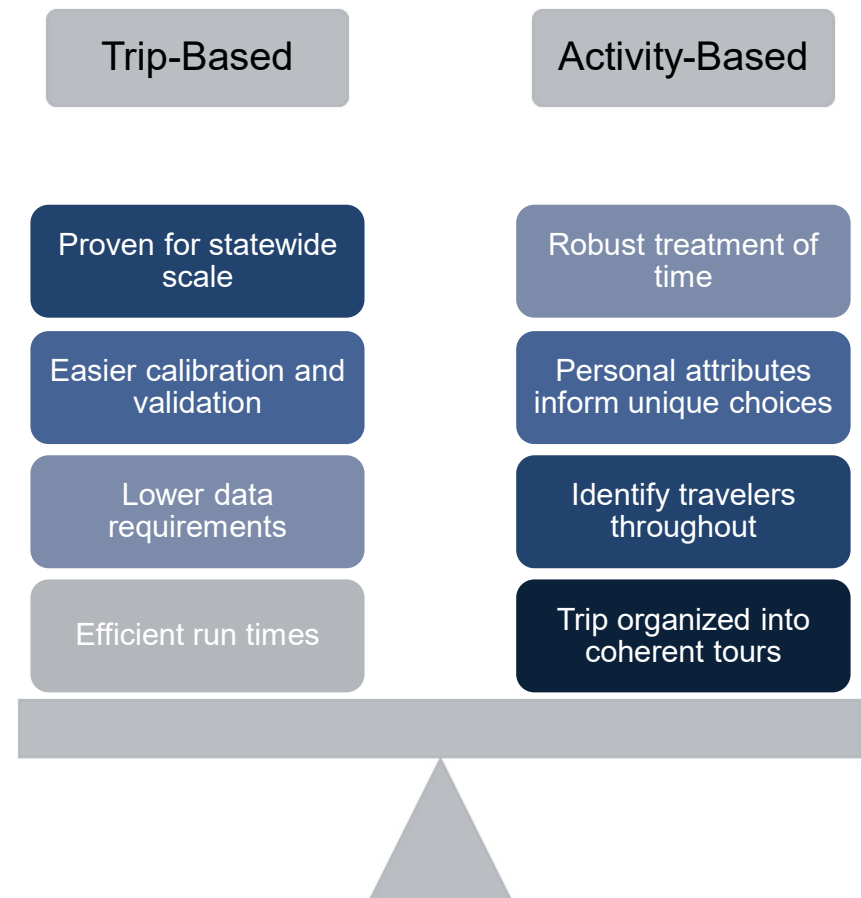 Trip-Based
Activity-Based
Proven for statewide
scale
Easier calibration and
validation
Lower data
requirements
Efficient run times
Robust treatment of
time
Personal attributes
inform unique choices
Identify travelers
throughout
Trip organized into
coherent tours